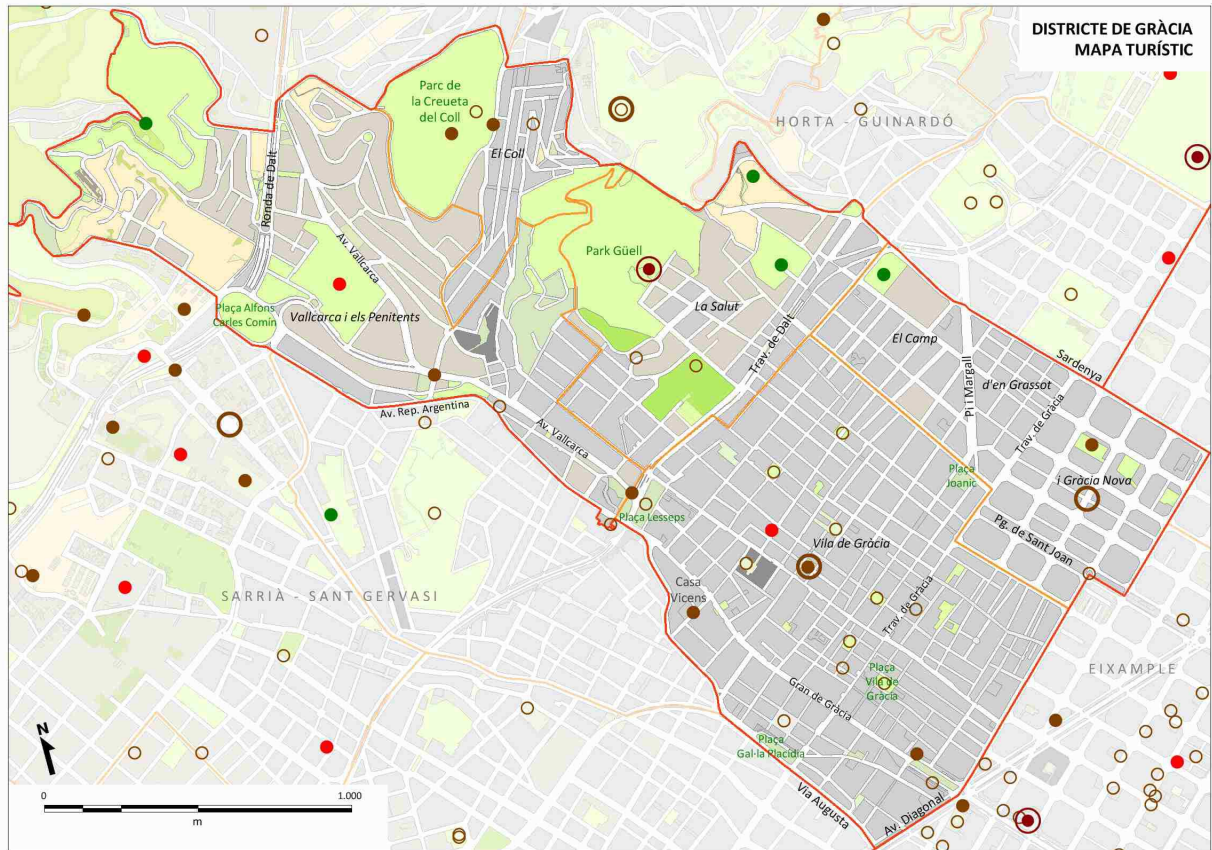 DISTRICTE DE GRÀCIA
MAPA TURÍSTIC
Parc de
la Creueta
del Coll
HORTA - GUINARDÓ
El Coll
Ronda de Dalt
Av. Vallcarca
Park Güell
La Salut
Plaça Alfons
Carles Comín
Vallcarca i els Penitents
Trav. de Dalt
El Camp
Sardenya
Pi i Margall
d'en Grassot
Av. Rep. Argentina
Av. Vallcarca
Trav. de Gràcia
Plaça
Joanic
i Gràcia Nova
Plaça Lesseps
Pg. de Sant Joan
Vila de Gràcia
Casa
Vicens
SARRIÀ - SANT GERVASI
Trav. de Gràcia
EIXAMPLE
Plaça
Vila de
Gràcia
Gran de Gràcia
Plaça
Gal·la Placídia
Via Augusta
Av. Diagonal
N
0
1.000
m